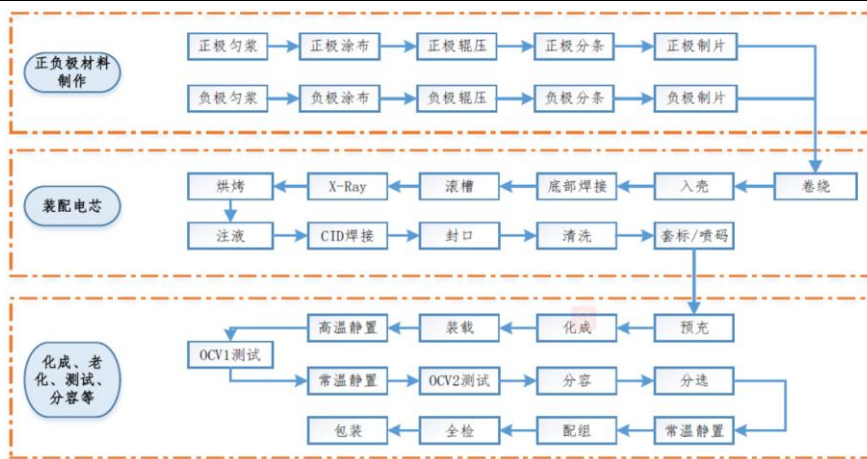 正负极材料
制作
正极匀浆
正极涂布
正极辊压
正极分条
正极制片
负极匀浆
负极涂布
负极辊压
负极分条
负极制片
装配电芯
烘烤
X-Ray
滚槽
底部焊接
入壳
卷绕
注液
CID焊接
封口
清洗
套标/喷码
化成、老
化、测试、
分容等
高温静置
装载
化成
预充
OCV1测试
常温静置
OCV2测试
分容
分选
包装
全检
配组
常温静置